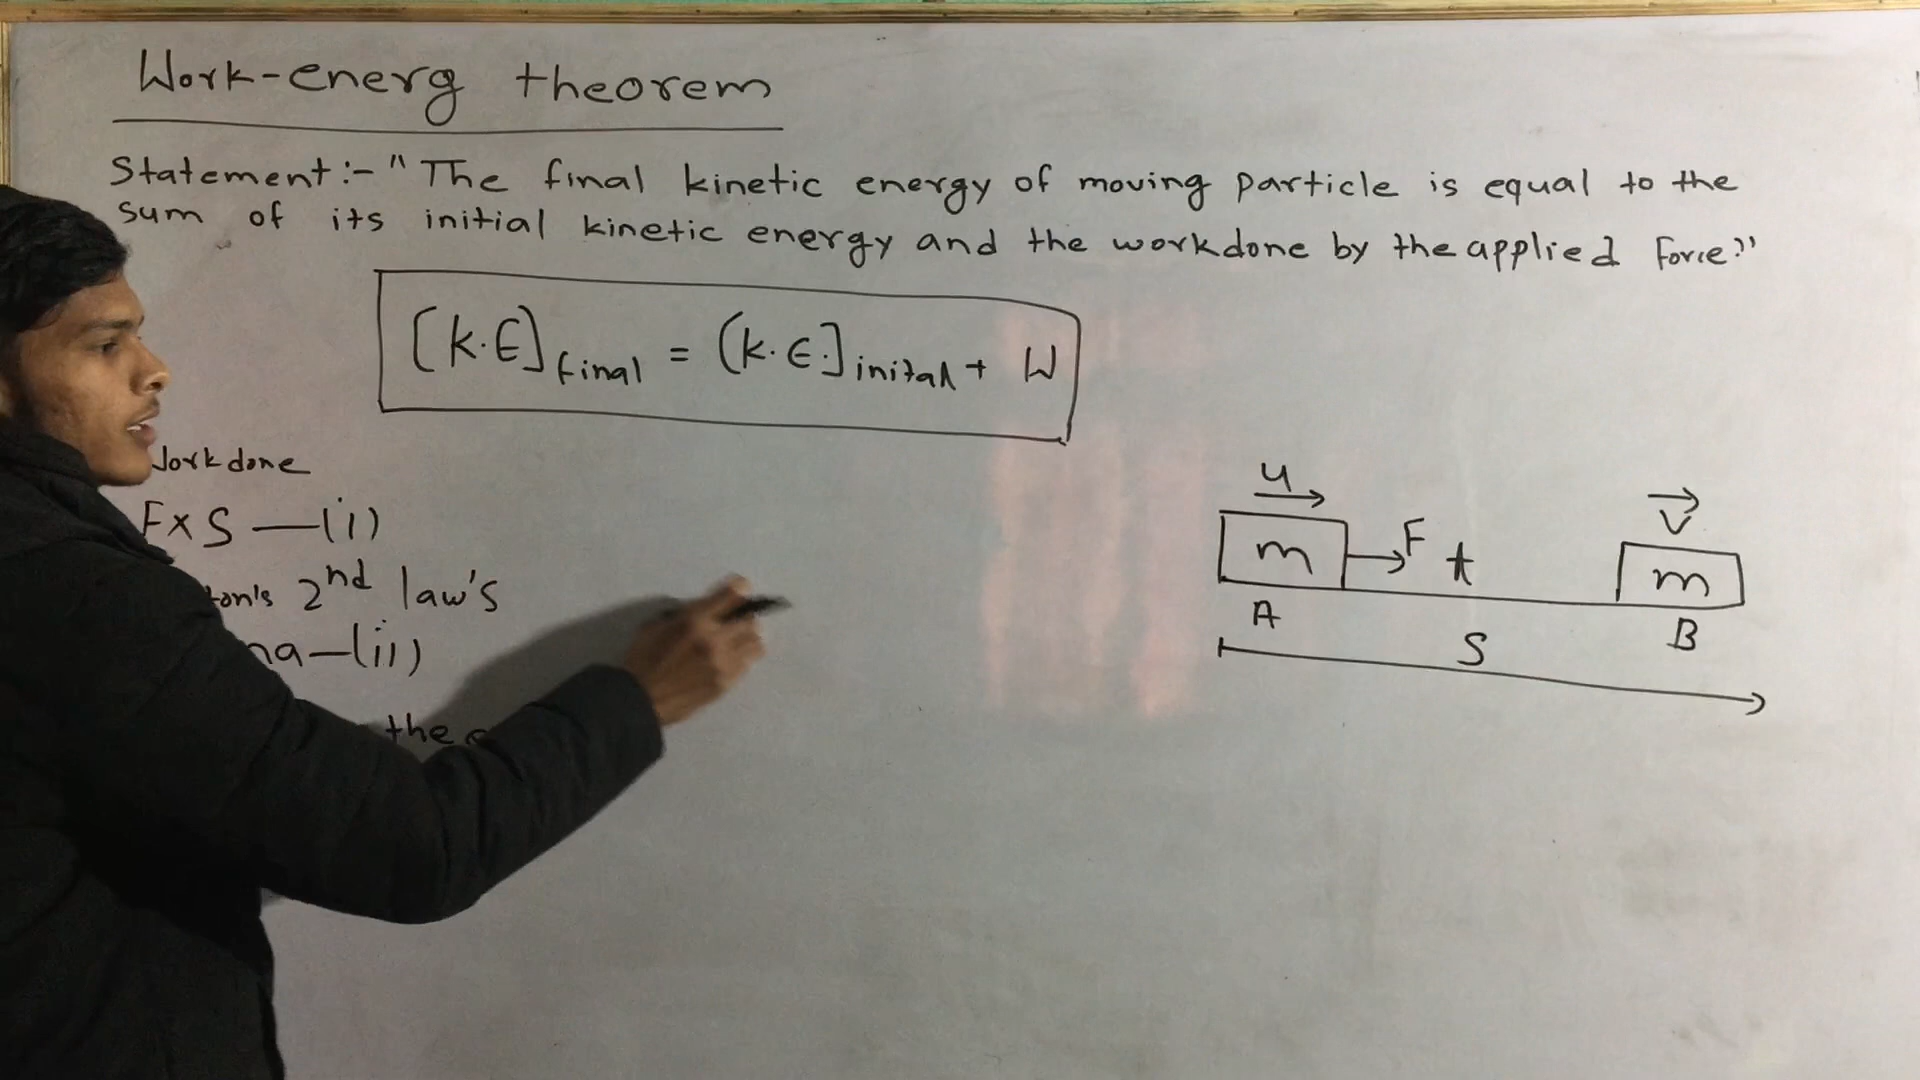 Work-energ theorem
Statement:- "The final kinetic energy of moving particle is equal to the
sum of its initial kinetic energy and the workdone by the applied Force."
[K.E]final = (K.E.]inital + W
Workdone
F×S —(i)
2nd law's
—(ii)
the
u
m
F t
A
S
v
m
B